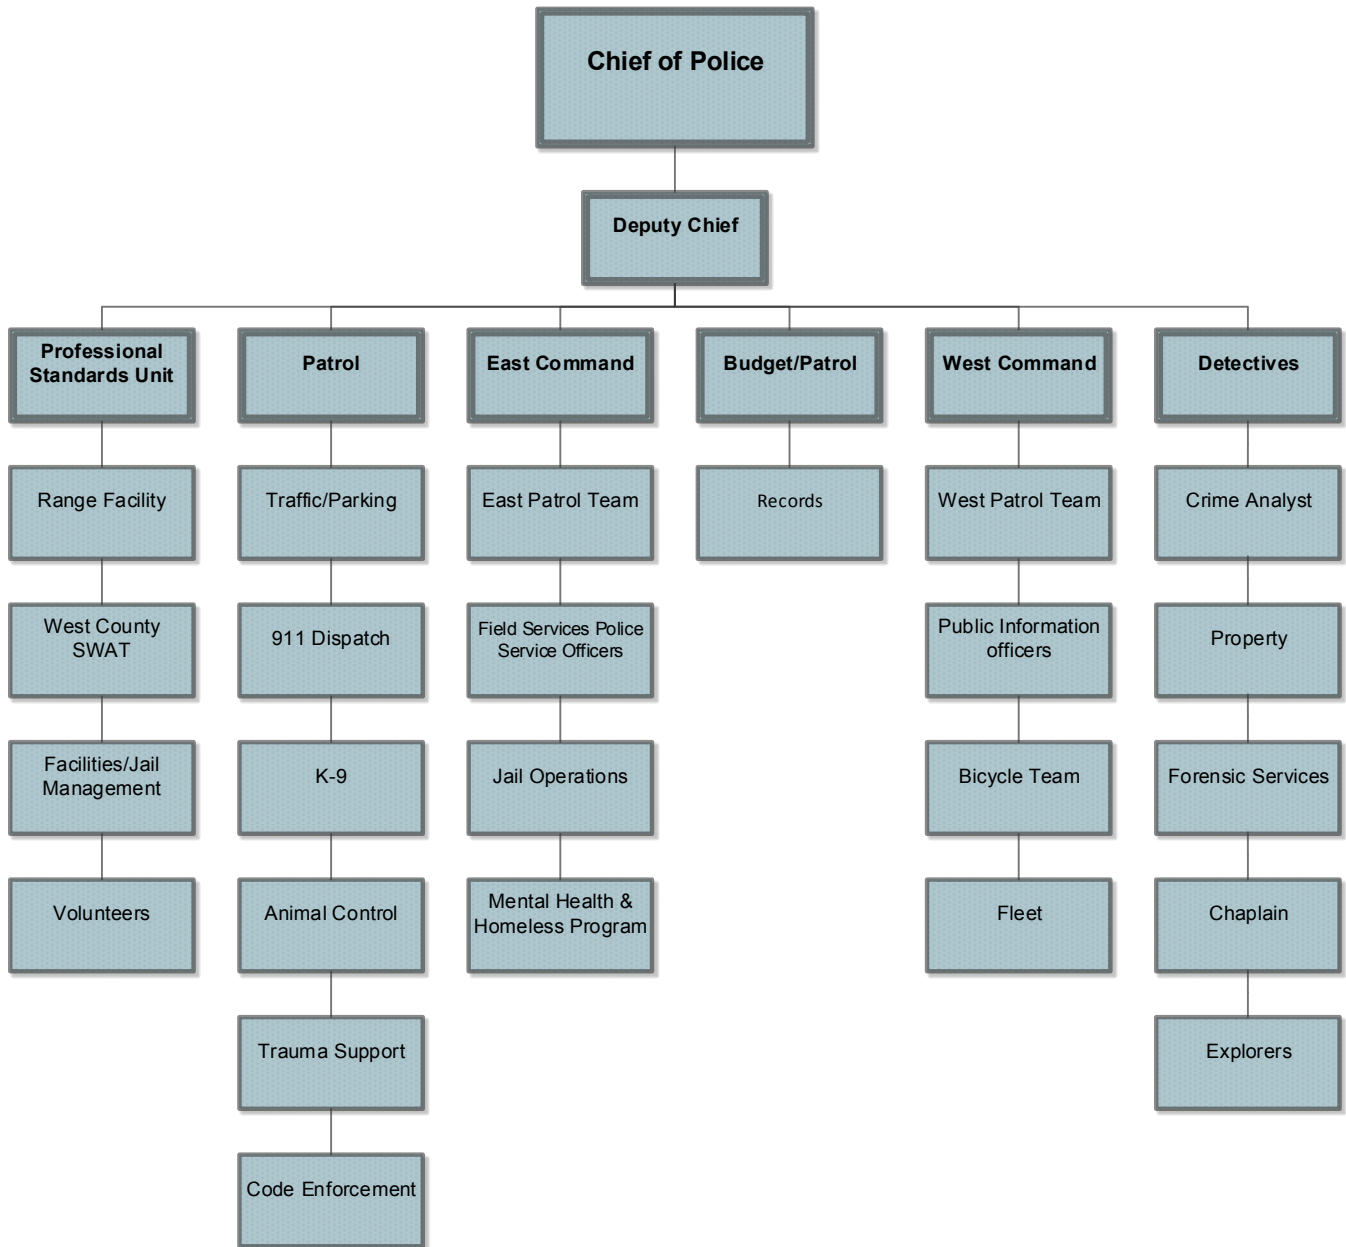 Chief of Police
Deputy Chief
Professional
Standards Unit
Patrol
East Command
Budget/Patrol
West Command
Detectives
Range Facility
Traffic/Parking
East Patrol Team
Records
West Patrol Team
Crime Analyst
West County
SWAT
911 Dispatch
Field Services Police
Service Officers
Public Information
officers
Property
Facilities/Jail
Management
K-9
Jail Operations
Bicycle Team
Forensic Services
Volunteers
Animal Control
Mental Health &
Homeless Program
Fleet
Chaplain
Trauma Support
Explorers
Code Enforcement